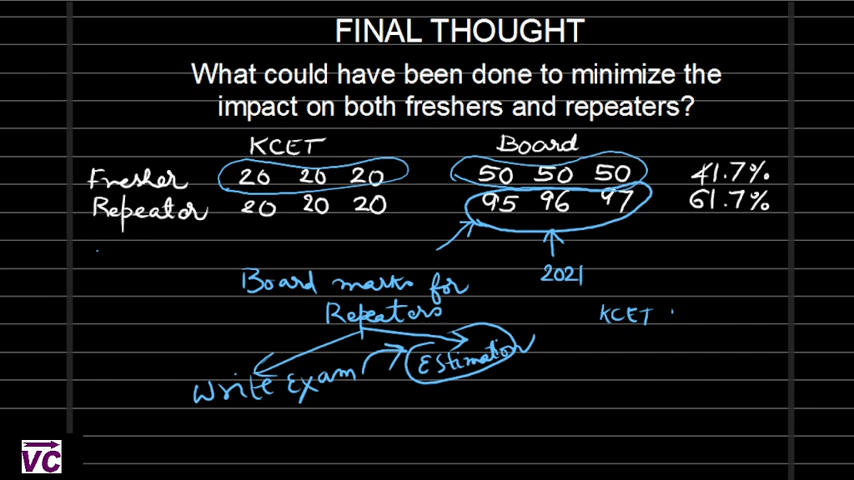 FINAL THOUGHT
What could have been done to minimize the
impact on both freshers and repeaters?
KCET Board
Fresher 20 20 20 50 50 50 41.7%
Repeator 20 20 20 95 96 97 61.7%
2021
Board marks for
Repeaters
KCET
Write Exam Estimation
VC